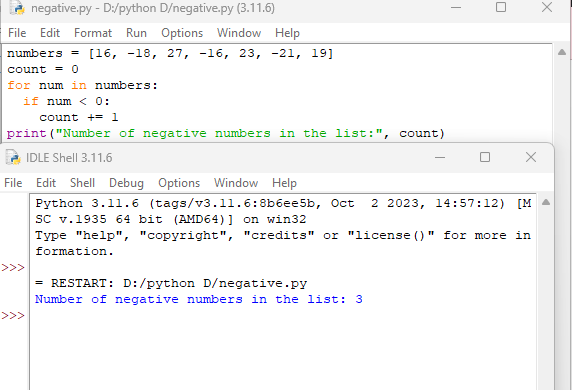 negative.py - D:/python D/negative.py (3.11.6)
File Edit Format Run Options Window Help
numbers = [16, -18, 27, -16, 23, -21, 19]
count = 0
for num in numbers:
  if num < 0:
    count += 1
print("Number of negative numbers in the list:", count)
IDLE Shell 3.11.6
File Edit Shell Debug Options Window Help
Python 3.11.6 (tags/v3.11.6:8b6ee5b, Oct  2 2023, 14:57:12) [M
SC v.1935 64 bit (AMD64)] on win32
Type "help", "copyright", "credits" or "license()" for more in
formation.
>>>
= RESTART: D:/python D/negative.py
Number of negative numbers in the list: 3
>>>